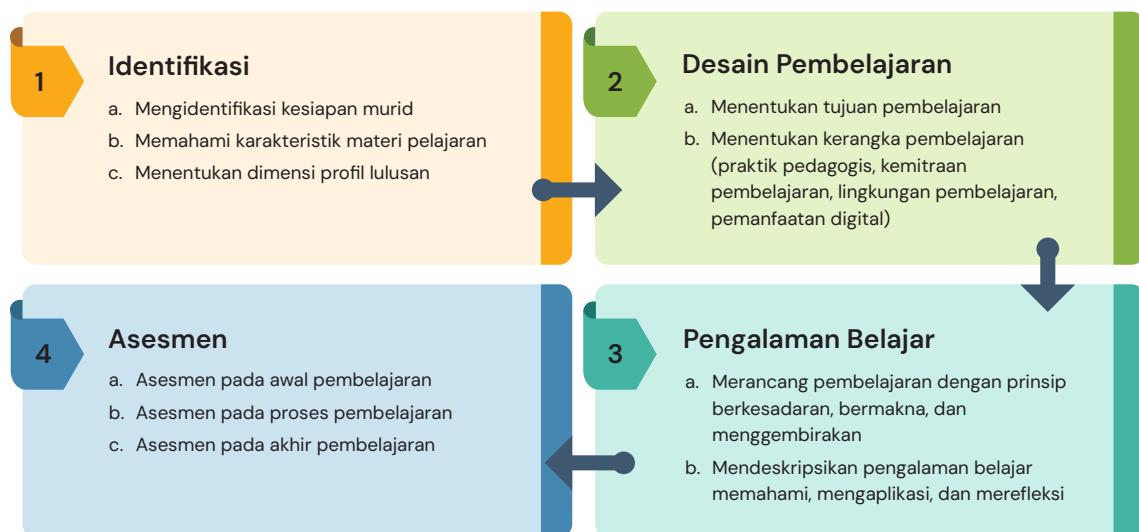 1
Identifikasi
a. Mengidentifikasi kesiapan murid
b. Memahami karakteristik materi pelajaran
c. Menentukan dimensi profil lulusan
2
Desain Pembelajaran
a. Menentukan tujuan pembelajaran
b. Menentukan kerangka pembelajaran
(praktik pedagogis, kemitraan
pembelajaran, lingkungan pembelajaran,
pemanfaatan digital)
3
Pengalaman Belajar
a. Merancang pembelajaran dengan prinsip
berkesadaran, bermakna, dan
menggembirakan
b. Mendeskripsikan pengalaman belajar
memahami, mengaplikasi, dan merefleksi
4
Asesmen
a. Asesmen pada awal pembelajaran
b. Asesmen pada proses pembelajaran
c. Asesmen pada akhir pembelajaran